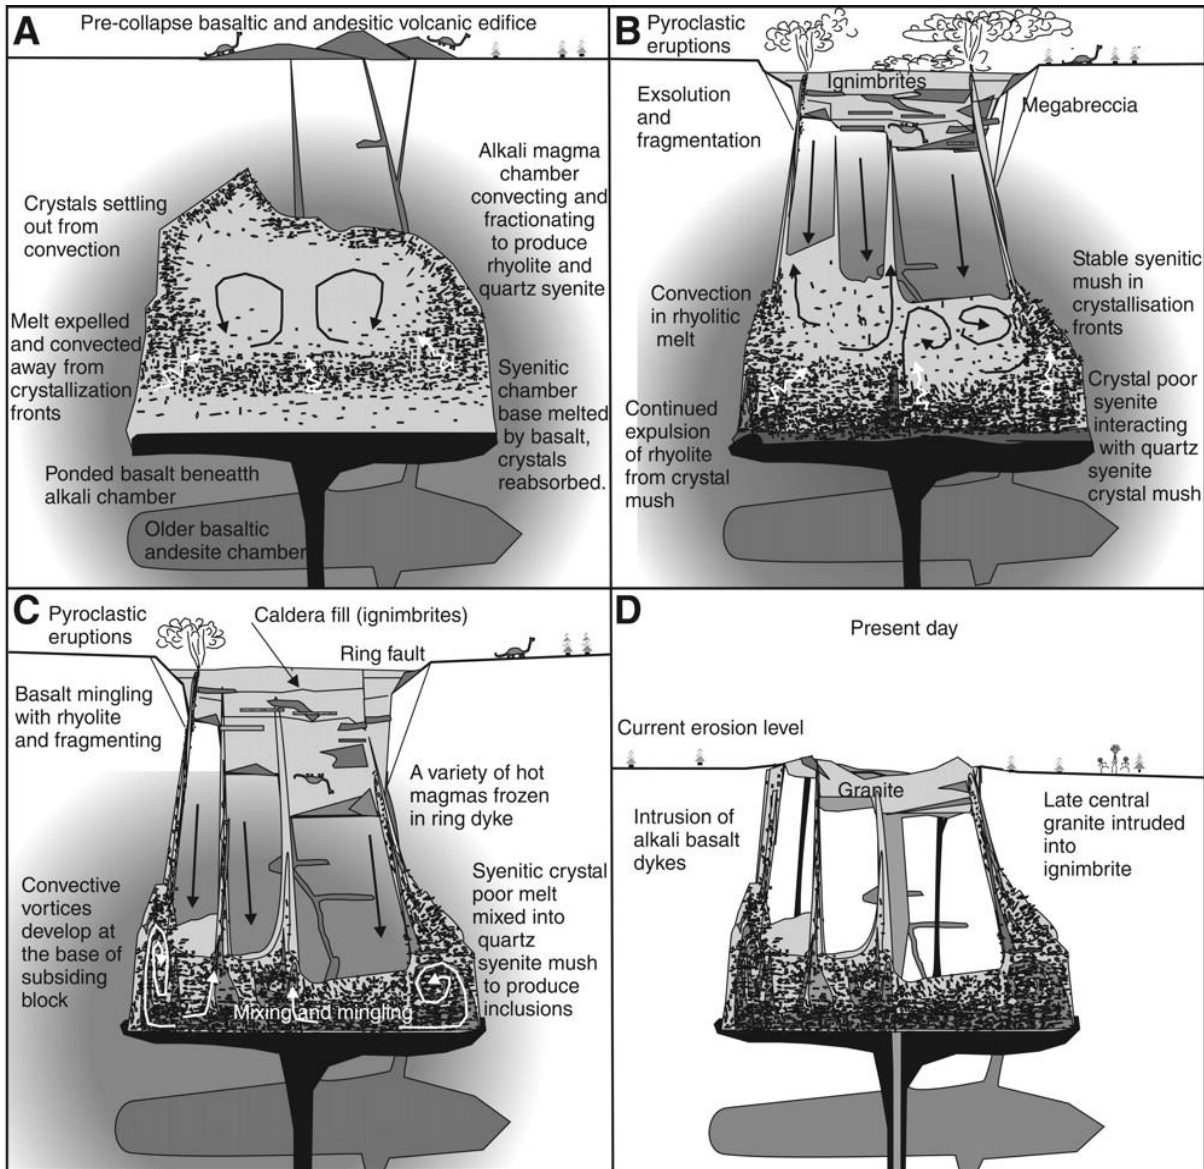 A
Pre-collapse basaltic and andesitic volcanic edifice
Crystals settling
out from
convection
Alkali magma
chamber
convecting and
fractionating
to produce
rhyolite and
quartz syenite
Melt expelled
and convected
away from
crystallization
fronts
Syenitic
chamber
base melted
by basalt,
crystals
reabsorbed.
Ponded basalt beneatth
alkali chamber
Older basaltic
andesite chamber
B
Pyroclastic
eruptions
Ignimbrites
Exsolution
and
fragmentation
Megabreccia
Convection
in rhyolitic
melt
Stable syenitic
mush in
crystallisation
fronts
Continued
expulsion
of rhyolite
from crystal
mush
Crystal poor
syenite
interacting
with quartz
syenite
crystal mush
C
Pyroclastic
eruptions
Caldera fill (ignimbrites)
Ring fault
Basalt mingling
with rhyolite
and fragmenting
A variety of hot
magmas frozen
in ring dyke
Convective
vortices
develop at
the base of
subsiding
block
Syenitic crystal
poor melt
mixed into
quartz
syenite mush
to produce
inclusions
Mixing and mingling
D
Present day
Current erosion level
Granite
Intrusion of
alkali basalt
dykes
Late central
granite intruded
into
ignimbrite